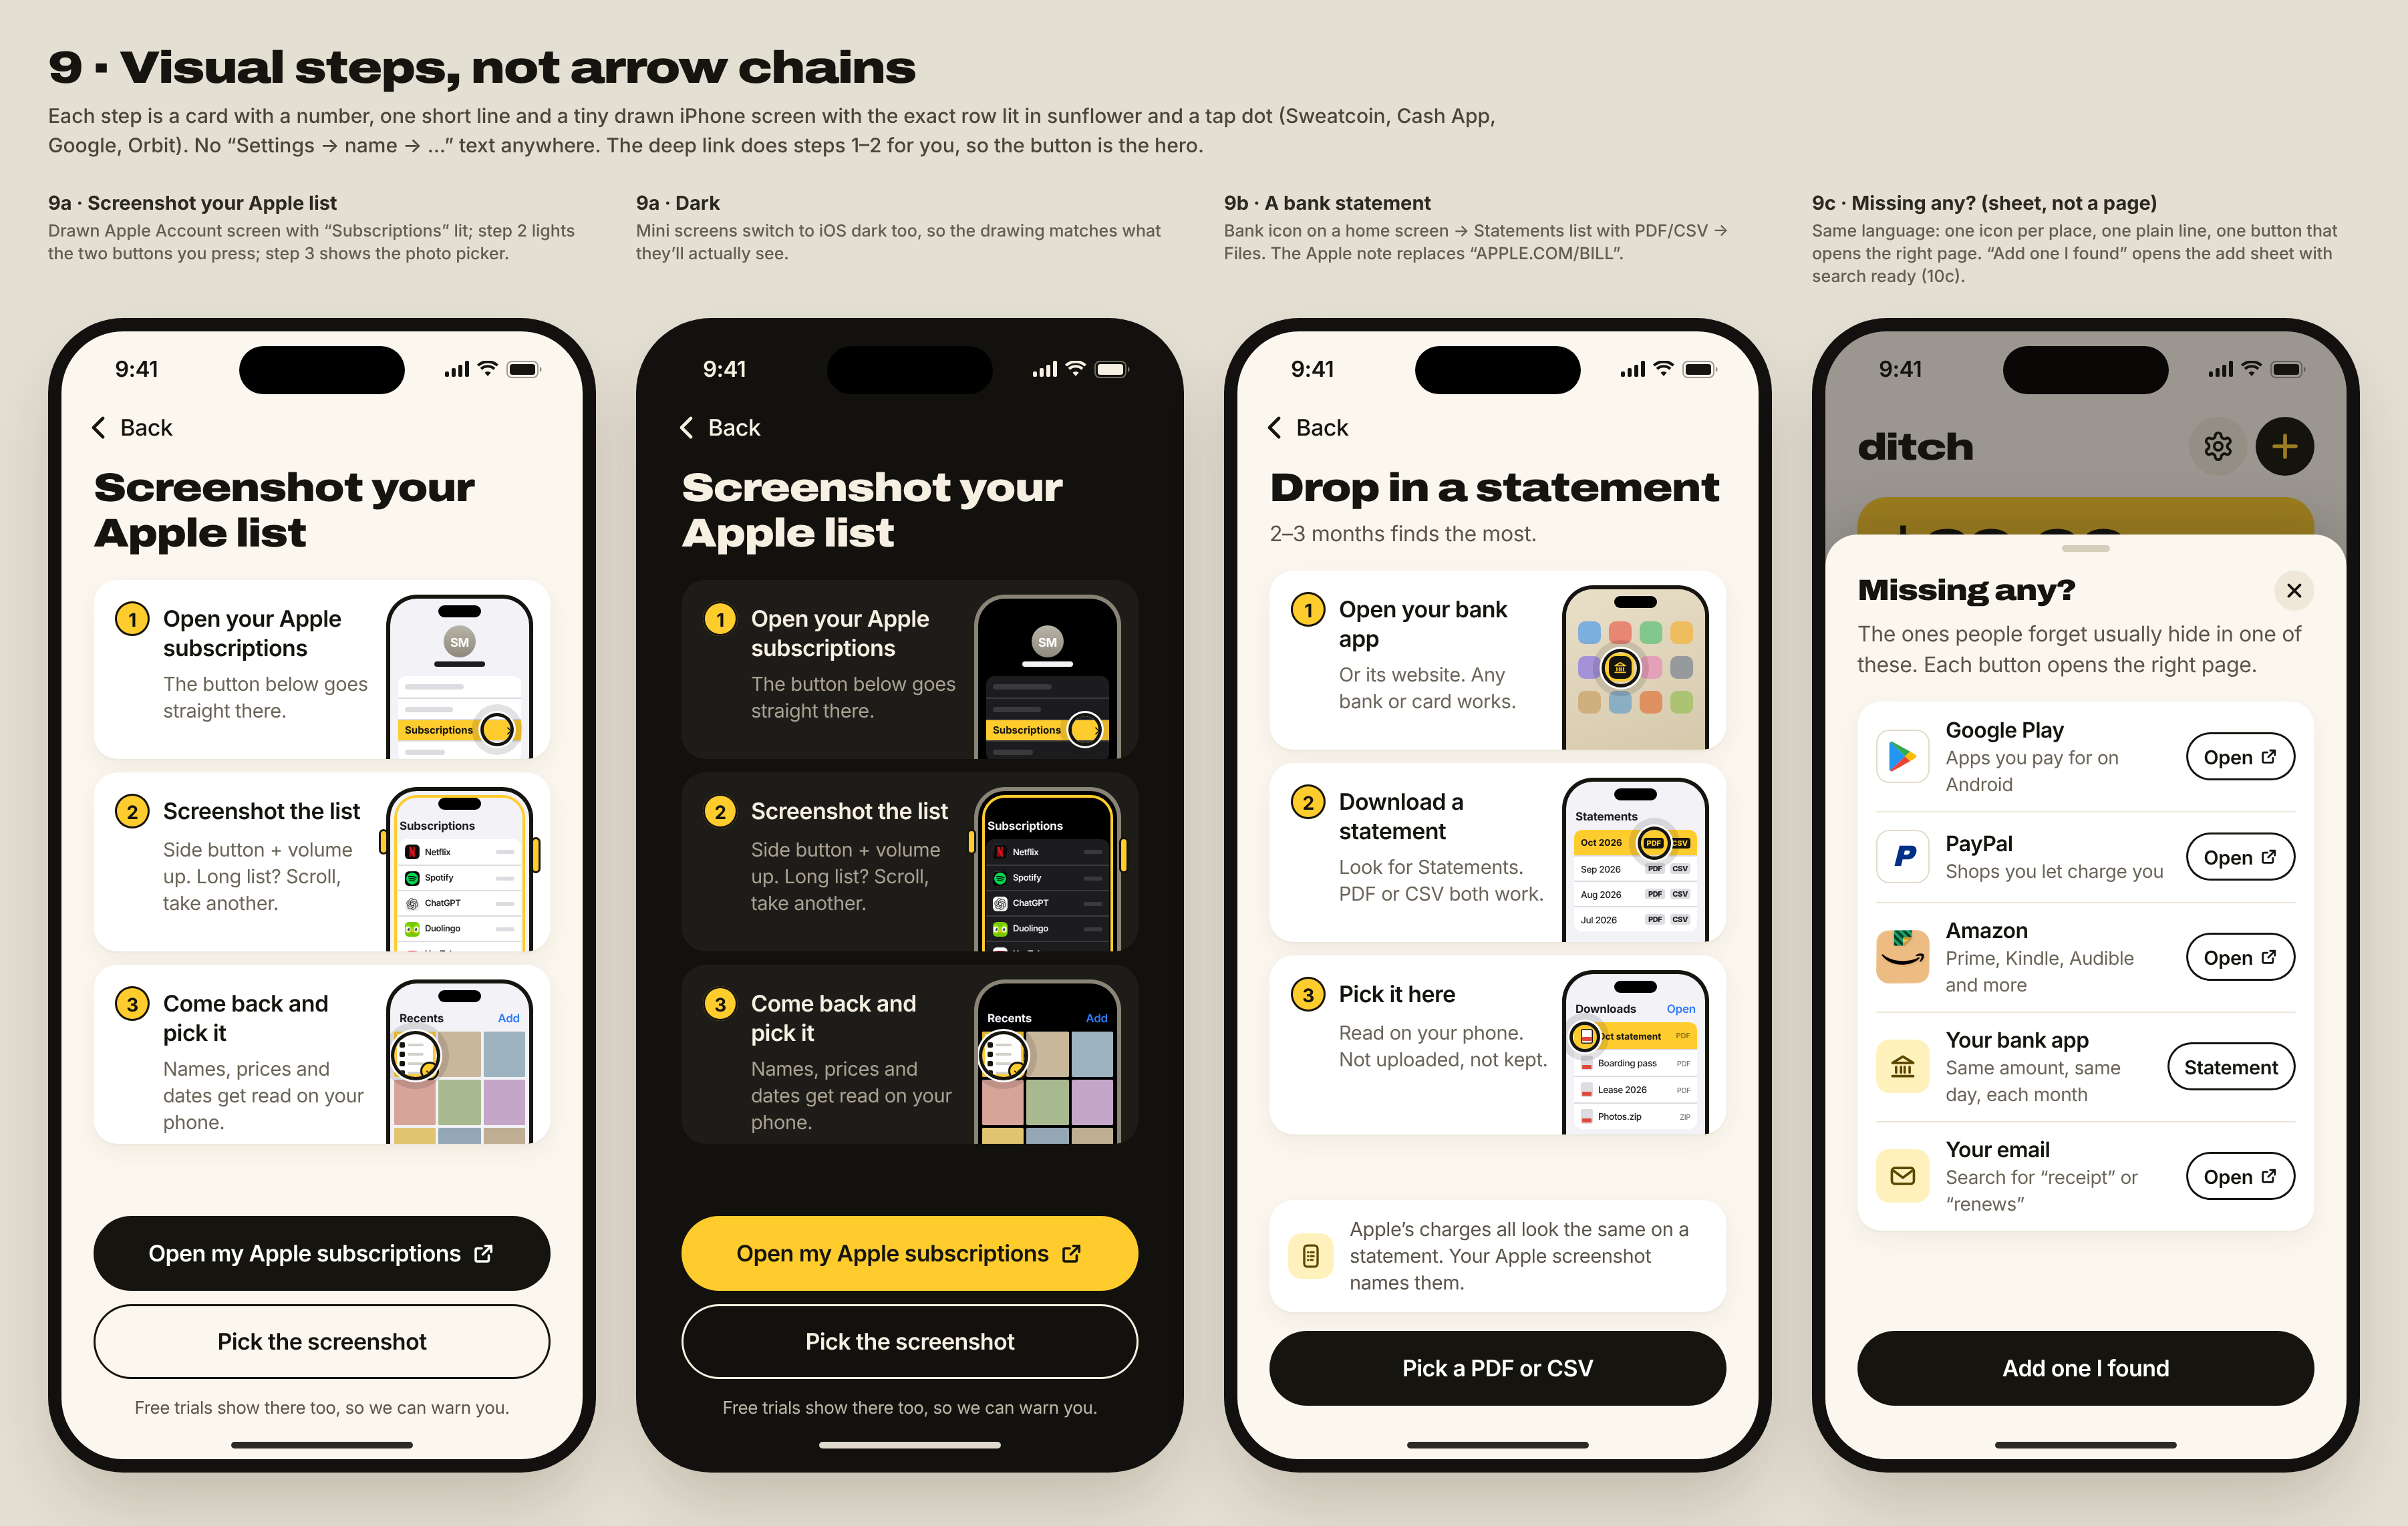 9 · Visual steps, not arrow chains
Each step is a card with a number, one short line and a tiny drawn iPhone screen with the exact row lit in sunflower and a tap dot (Sweatcoin, Cash App,
Google, Orbit). No “Settings → name → …” text anywhere. The deep link does steps 1–2 for you, so the button is the hero.
9a · Screenshot your Apple list
Drawn Apple Account screen with “Subscriptions” lit; step 2 lights
the two buttons you press; step 3 shows the photo picker.
9:41
Back
Screenshot your
Apple list
1
Open your Apple
subscriptions
The button below goes
straight there.
SM
Subscriptions
2
Screenshot the list
Side button + volume
up. Long list? Scroll,
take another.
Subscriptions
Netflix
Spotify
ChatGPT
Duolingo
3
Come back and
pick it
Names, prices and
dates get read on your
phone.
Recents Add
Open my Apple subscriptions
Pick the screenshot
Free trials show there too, so we can warn you.
9a · Dark
Mini screens switch to iOS dark too, so the drawing matches what
they’ll actually see.
9:41
Back
Screenshot your
Apple list
1
Open your Apple
subscriptions
The button below goes
straight there.
SM
Subscriptions
2
Screenshot the list
Side button + volume
up. Long list? Scroll,
take another.
Subscriptions
Netflix
Spotify
ChatGPT
Duolingo
3
Come back and
pick it
Names, prices and
dates get read on your
phone.
Recents Add
Open my Apple subscriptions
Pick the screenshot
Free trials show there too, so we can warn you.
9b · A bank statement
Bank icon on a home screen → Statements list with PDF/CSV →
Files. The Apple note replaces “APPLE.COM/BILL”.
9:41
Back
Drop in a statement
2–3 months finds the most.
1
Open your bank
app
Or its website. Any
bank or card works.
2
Download a
statement
Look for Statements.
PDF or CSV both work.
Statements
Oct 2026 PDF CSV
Sep 2026 PDF CSV
Aug 2026 PDF CSV
Jul 2026 PDF CSV
3
Pick it here
Read on your phone.
Not uploaded, not kept.
Downloads Open
Oct statement PDF
Boarding pass PDF
Lease 2026 PDF
Photos.zip ZIP
Apple’s charges all look the same on a
statement. Your Apple screenshot
names them.
Pick a PDF or CSV
9c · Missing any? (sheet, not a page)
Same language: one icon per place, one plain line, one button that
opens the right page. “Add one I found” opens the add sheet with
search ready (10c).
9:41
ditch
Missing any?
The ones people forget usually hide in one of
these. Each button opens the right page.
Google Play
Apps you pay for on
Android
Open
PayPal
Shops you let charge you
Open
Amazon
Prime, Kindle, Audible
and more
Open
Your bank app
Same amount, same
day, each month
Statement
Your email
Search for “receipt” or
“renews”
Open
Add one I found